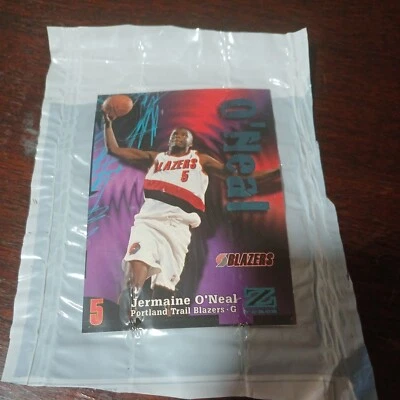 O'Neal
BLAZERS
5
BLAZERS
Jermaine O'Neal
Portland Trail Blazers · G
5
Z